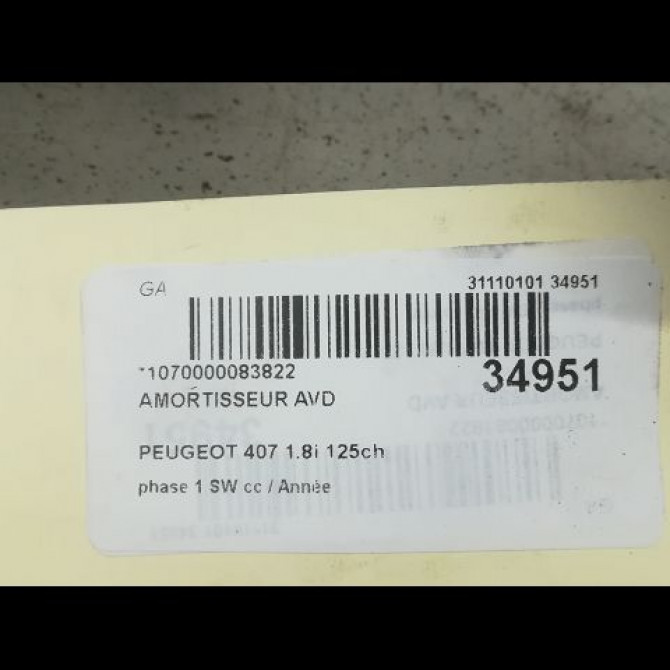 GA 31110101 34951
*1070000083822 34951
AMORTISSEUR AVD
PEUGEOT 407 1.8i 125ch
phase 1 SW cc / Année